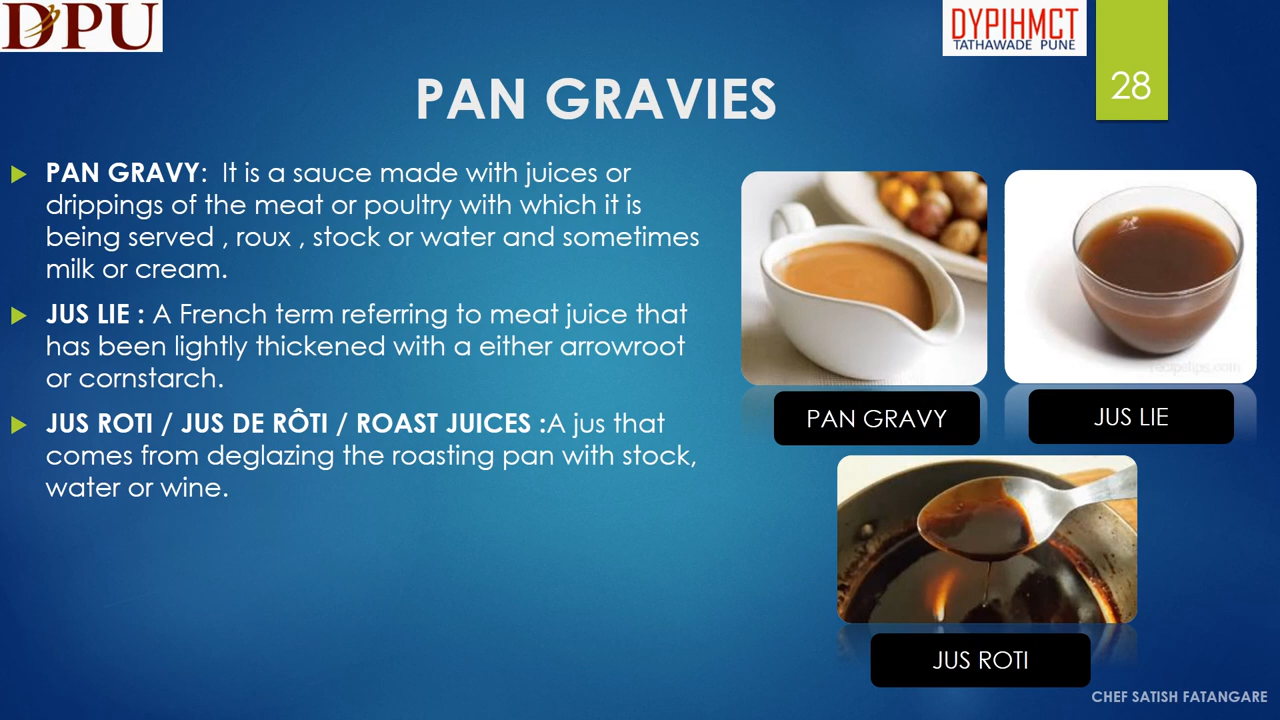 DPU
DYPIHMCT
TATHAWADE PUNE
28
PAN GRAVIES
PAN GRAVY: It is a sauce made with juices or
drippings of the meat or poultry with which it is
being served , roux , stock or water and sometimes
milk or cream.
JUS LIE : A French term referring to meat juice that
has been lightly thickened with a either arrowroot
or cornstarch.
JUS ROTI / JUS DE RÔTI / ROAST JUICES :A jus that
comes from deglazing the roasting pan with stock,
water or wine.
recipetips.com
PAN GRAVY
JUS LIE
JUS ROTI
CHEF SATISH FATANGARE